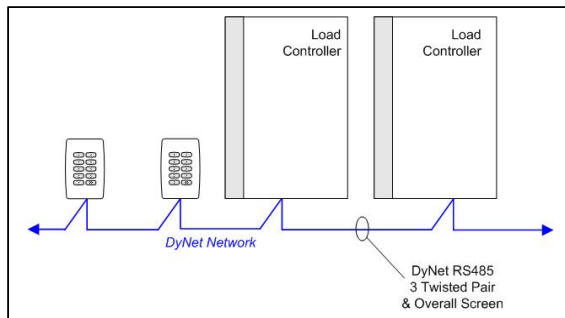 Load
Controller
Load
Controller
DyNet Network
DyNet RS485
3 Twisted Pair
& Overall Screen